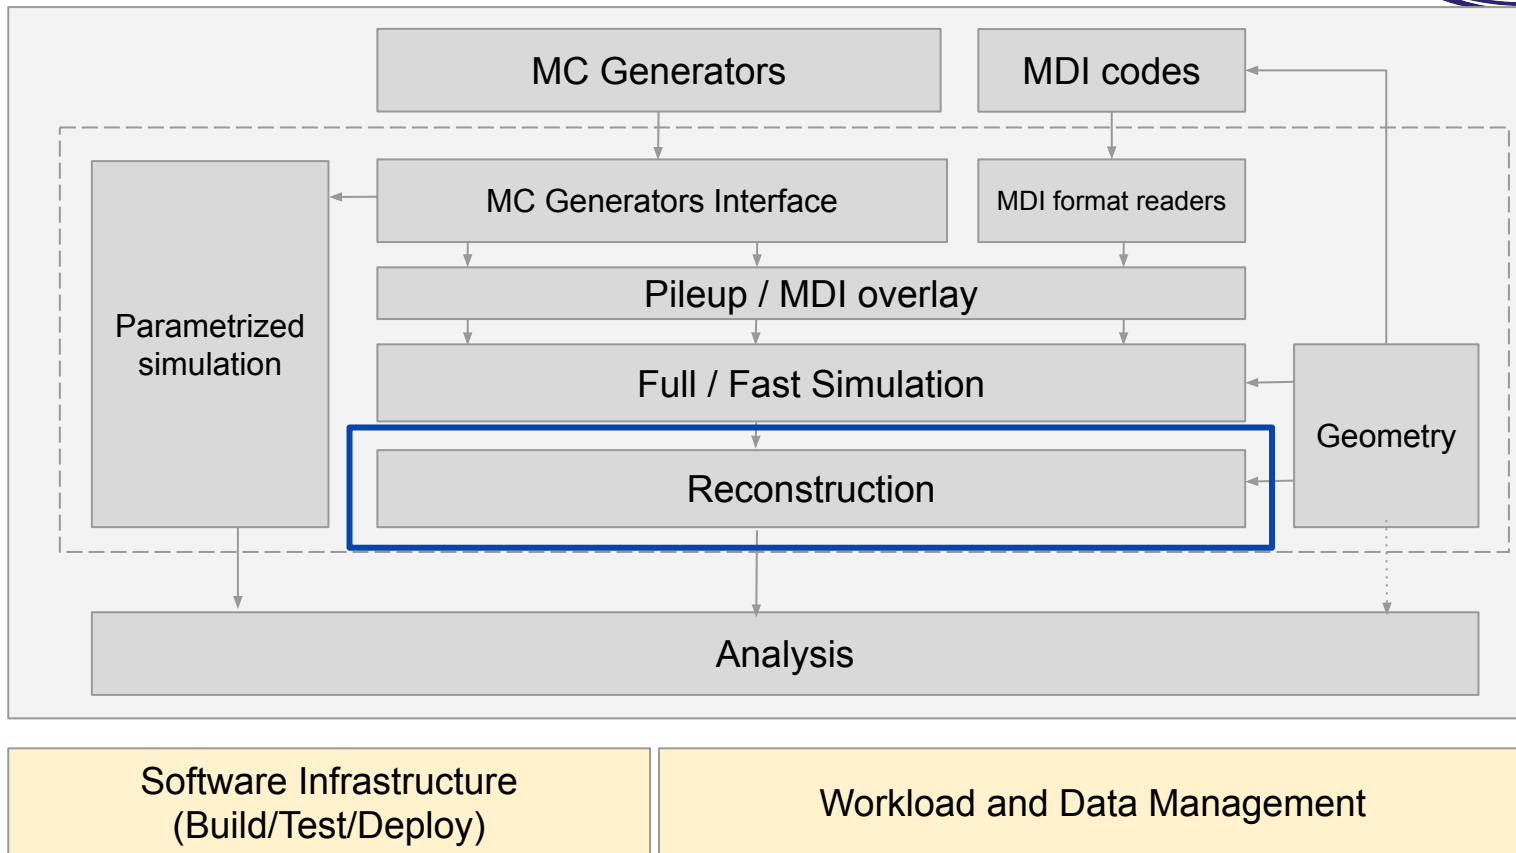 MC Generators
MDI codes
MC Generators Interface
MDI format readers
Pileup / MDI overlay
Parametrized
simulation
Full / Fast Simulation
Geometry
Reconstruction
Analysis
Software Infrastructure
(Build/Test/Deploy)
Workload and Data Management